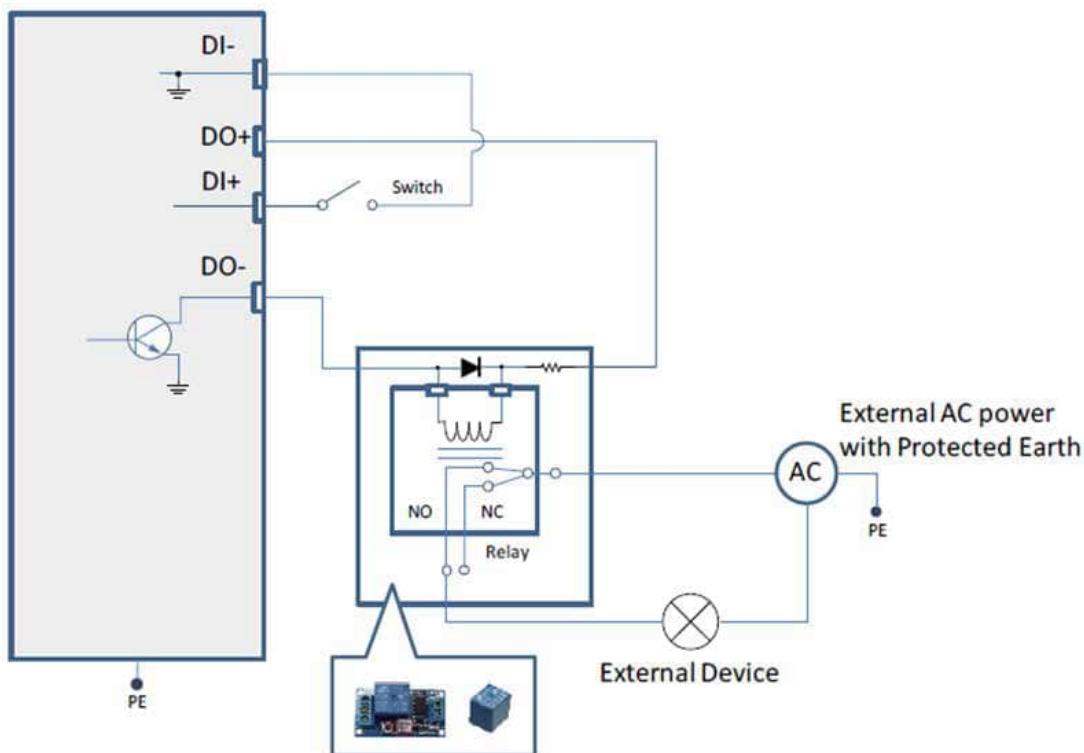 DI-
DO+
DI+
Switch
DO-
External AC power
with Protected Earth
AC
NO
NC
PE
Relay
External Device
PE